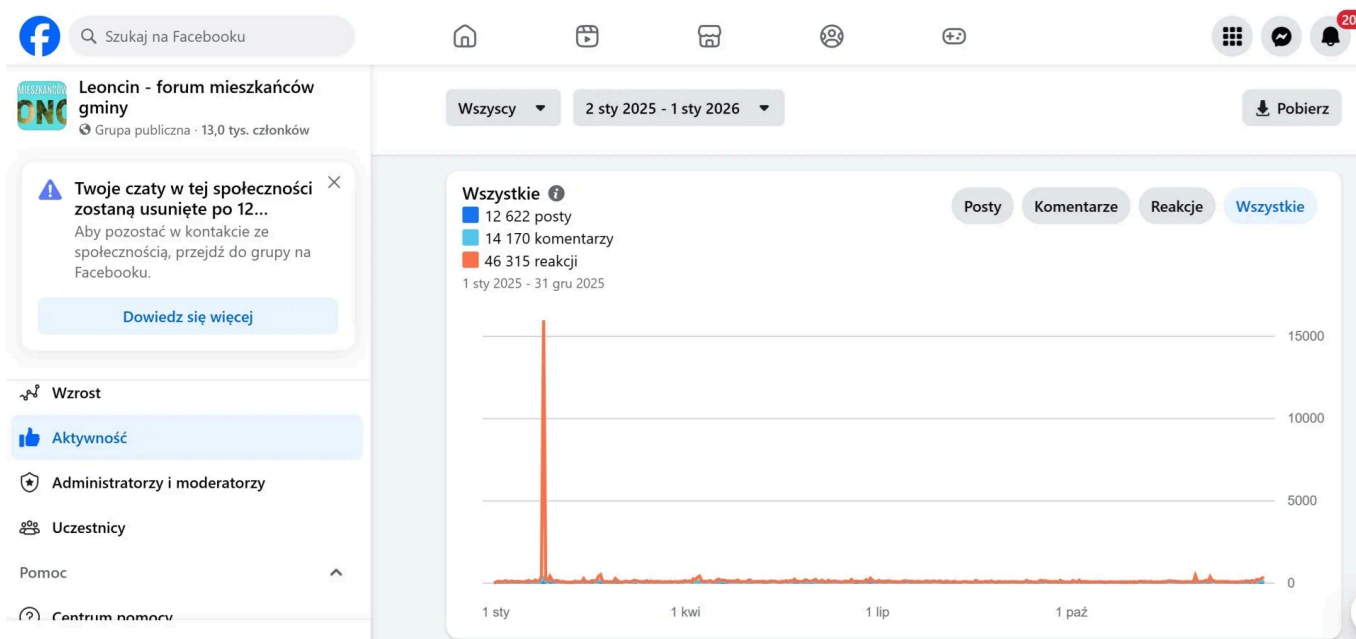 Szukaj na Facebooku
20
MIESZKAŃCÓW
Leoncin - forum mieszkańców
gminy
Grupa publiczna · 13,0 tys. członków
Twoje czaty w tej społeczności
zostaną usunięte po 12...
Aby pozostać w kontakcie ze
społecznością, przejdź do grupy na
Facebooku.
Dowiedz się więcej
Wzrost
Aktywność
Administratorzy i moderatorzy
Uczestnicy
Pomoc
Centrum pomocy
Wszyscy
2 sty 2025 - 1 sty 2026
Pobierz
Wszystkie
12 622 posty
14 170 komentarzy
46 315 reakcji
1 sty 2025 - 31 gru 2025
Posty
Komentarze
Reakcje
Wszystkie
15000
10000
5000
0
1 sty
1 kwi
1 lip
1 paź